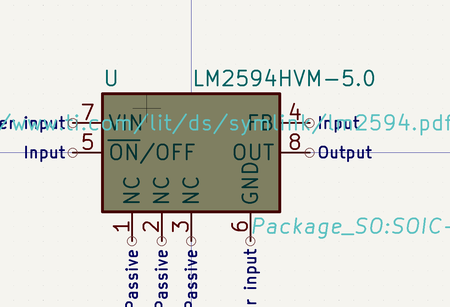 U LM2594HVM-5.0
7 VIN FB 4 Input
er input
/www.ti.com/lit/ds/symlink/lm2594.pdf
Input 5 ON/OFF OUT 8 Output
NC NC NC GND
1 2 3 6
Package_SO:SOIC-
Passive Passive Passive r input